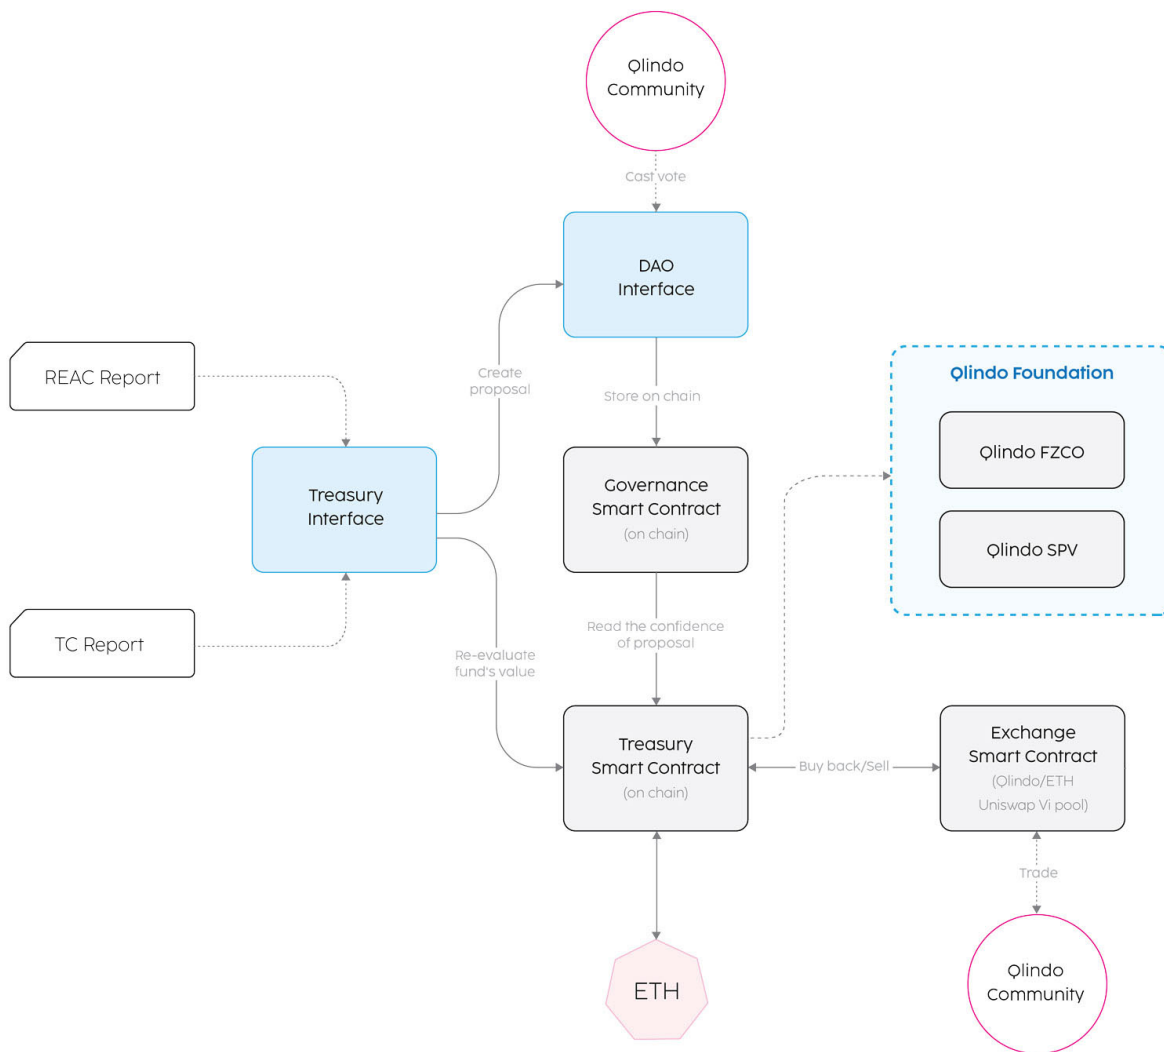 Qlindo
Community
Cast vote
DAO
Interface
REAC Report
Create
proposal
Store on chain
Qlindo Foundation
Qlindo FZCO
Treasury
Interface
Governance
Smart Contract
(on chain)
Qlindo SPV
TC Report
Re-evaluate
fund's value
Read the confidence
of proposal
Treasury
Smart Contract
(on chain)
Buy back/Sell
Exchange
Smart Contract
(Qlindo/ETH
Uniswap Vi pool)
Trade
ETH
Qlindo
Community